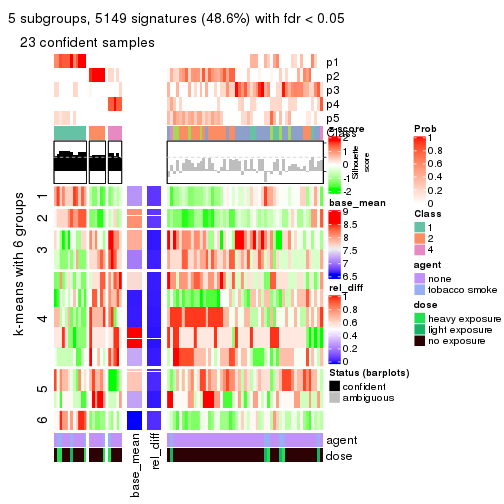 5 subgroups, 5149 signatures (48.6%) with fdr < 0.05
23 confident samples
p1
p2
p3
p4
p5
Class
Silhouette
score
k-means with 6 groups
1
2
3
4
5
6
base_mean
rel_diff
agent
dose
z-score
2
1
0
-1
-2
base_mean
9
8.5
8
7.5
7
6.5
rel_diff
1
0.8
0.6
0.4
0.2
0
Status (barplots)
confident
ambiguous
Prob
1
0.8
0.6
0.4
0.2
0
Class
1
2
4
agent
none
tobacco smoke
dose
heavy exposure
light exposure
no exposure